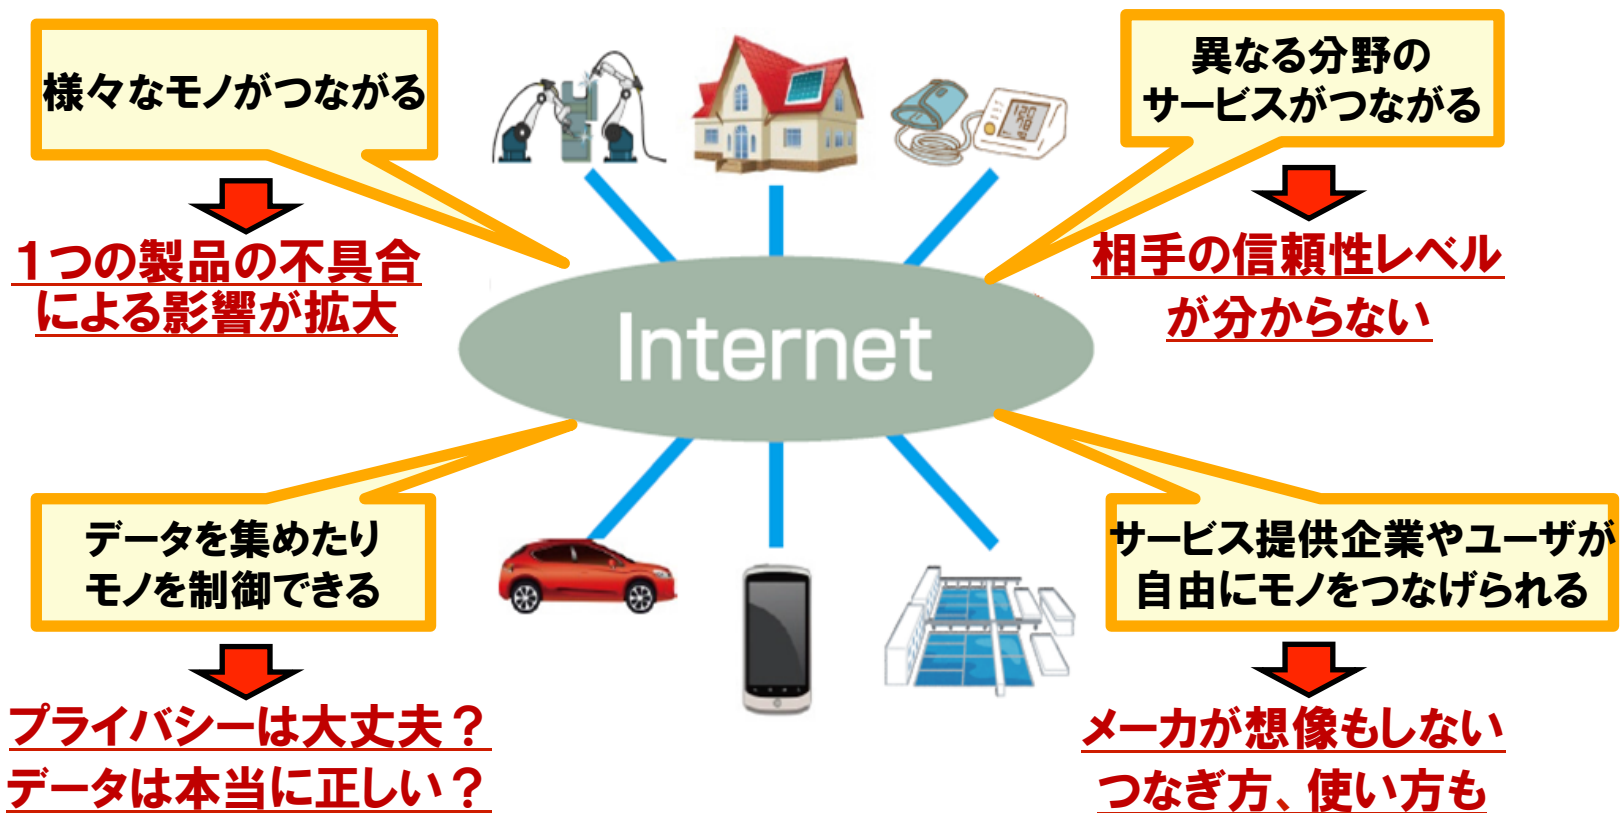 様々なモノがつながる
１つの製品の不具合
による影響が拡大
異なる分野の
サービスがつながる
相手の信頼性レベル
が分からない
Internet
データを集めたり
モノを制御できる
プライバシーは大丈夫？
データは本当に正しい？
サービス提供企業やユーザが
自由にモノをつなげられる
メーカが想像もしない
つなぎ方、使い方も